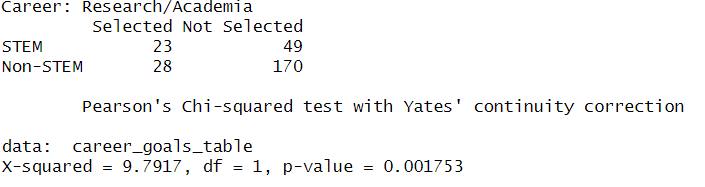 Career: Research/Academia
Selected Not Selected
STEM 23 49
Non-STEM 28 170
Pearson's Chi-squared test with Yates' continuity correction
data: career_goals_table
X-squared = 9.7917, df = 1, p-value = 0.001753